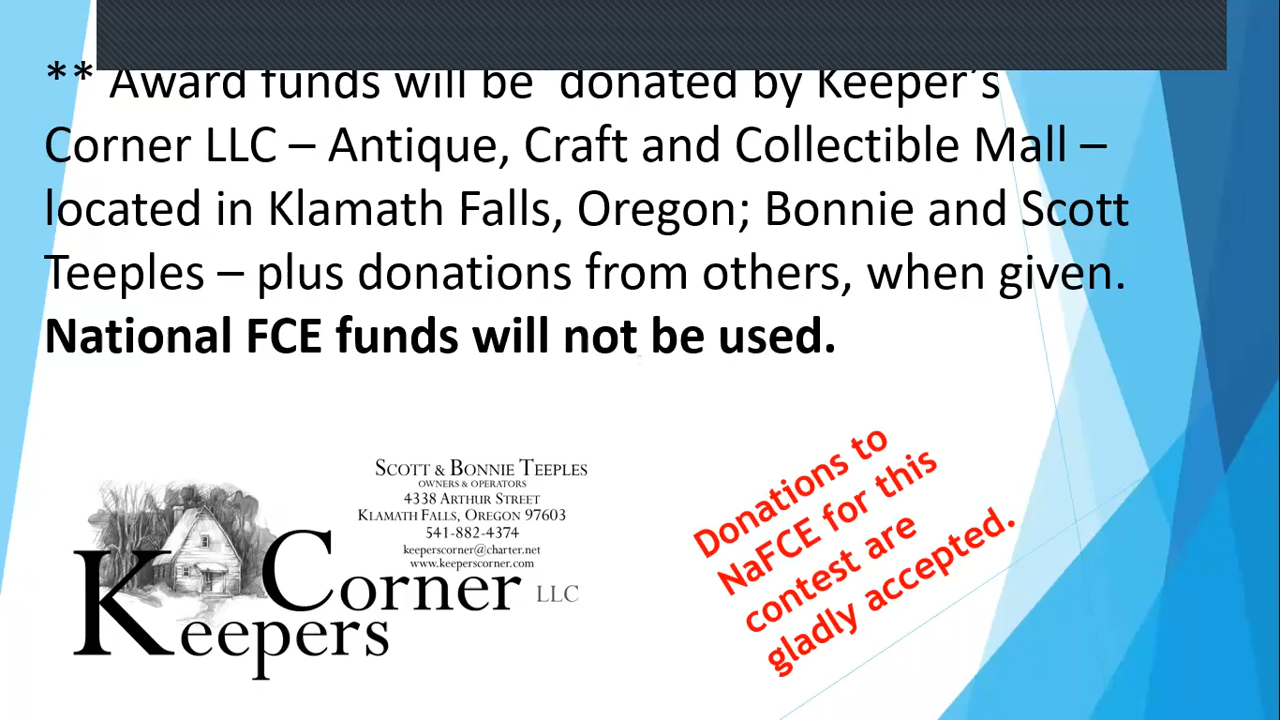 ** Award funds will be  donated by Keeper's
Corner LLC – Antique, Craft and Collectible Mall –
located in Klamath Falls, Oregon; Bonnie and Scott
Teeples – plus donations from others, when given.
National FCE funds will not be used.
SCOTT & BONNIE TEEPLES
OWNERS & OPERATORS
4338 ARTHUR STREET
KLAMATH FALLS, OREGON 97603
541-882-4374
keeperscorner@charter.net
www.keeperscorner.com
Keepers
Corner LLC
Donations to
NaFCE for this
contest are
gladly accepted.